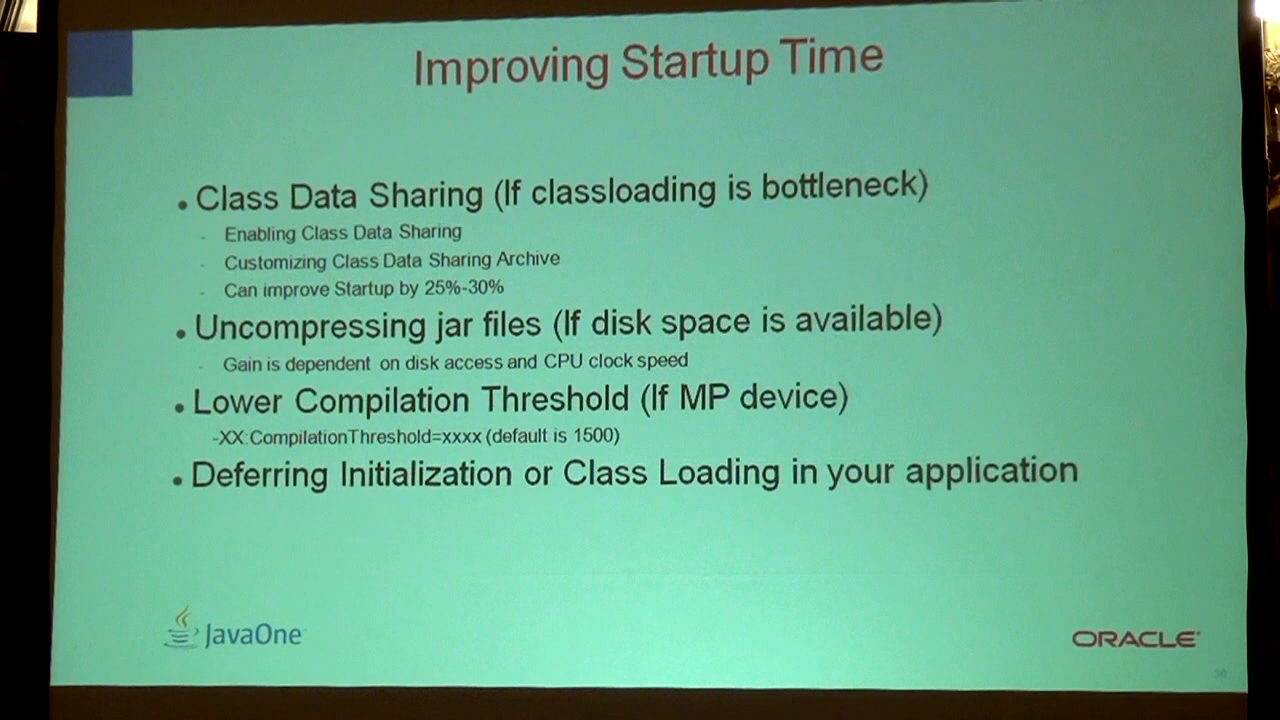 Improving Startup Time
• Class Data Sharing (If classloading is bottleneck)
- Enabling Class Data Sharing
- Customizing Class Data Sharing Archive
- Can improve Startup by 25%-30%
• Uncompressing jar files (If disk space is available)
- Gain is dependent on disk access and CPU clock speed
• Lower Compilation Threshold (If MP device)
-XX:CompilationThreshold=xxxx (default is 1500)
• Deferring Initialization or Class Loading in your application
JavaOne
ORACLE